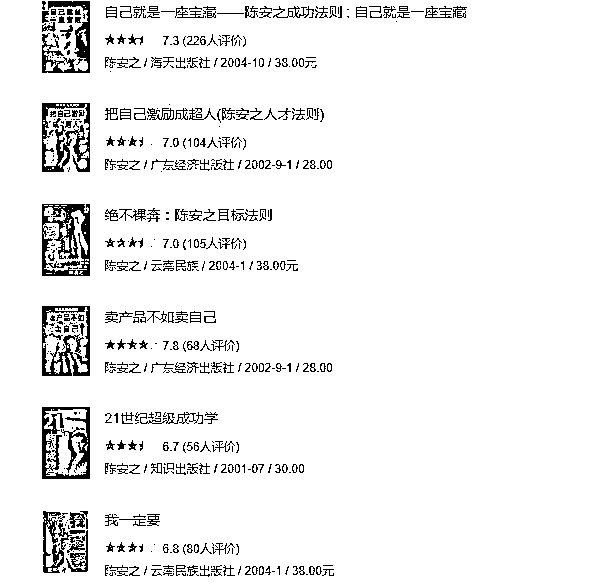 自己就是一座宝藏——陈安之成功法则 : 自己就是一座宝藏
7.3 (226人评价)
陈安之 / 海天出版社 / 2004-10 / 38.00元
把自己激励成超人(陈安之人才法则)
7.0 (104人评价)
陈安之 / 广东经济出版社 / 2002-9-1 / 28.00
绝不裸奔 : 陈安之目标法则
7.0 (105人评价)
陈安之 / 云南民族 / 2004-1 / 38.00元
卖产品不如卖自己
7.8 (68人评价)
陈安之 / 广东经济出版社 / 2002-9-1 / 28.00
21世纪超级成功学
6.7 (56人评价)
陈安之 / 知识出版社 / 2001-07 / 30.00
我一定要
6.8 (80人评价)
陈安之 / 云南民族出版社 / 2004-1 / 38.00元